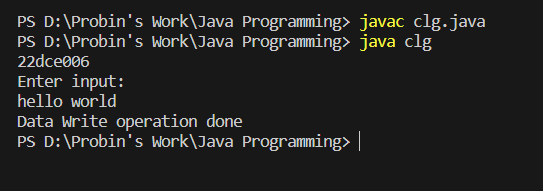 PS D:\Probin's Work\Java Programming> javac clg.java
PS D:\Probin's Work\Java Programming> java clg
22dce006
Enter input:
hello world
Data Write operation done
PS D:\Probin's Work\Java Programming>